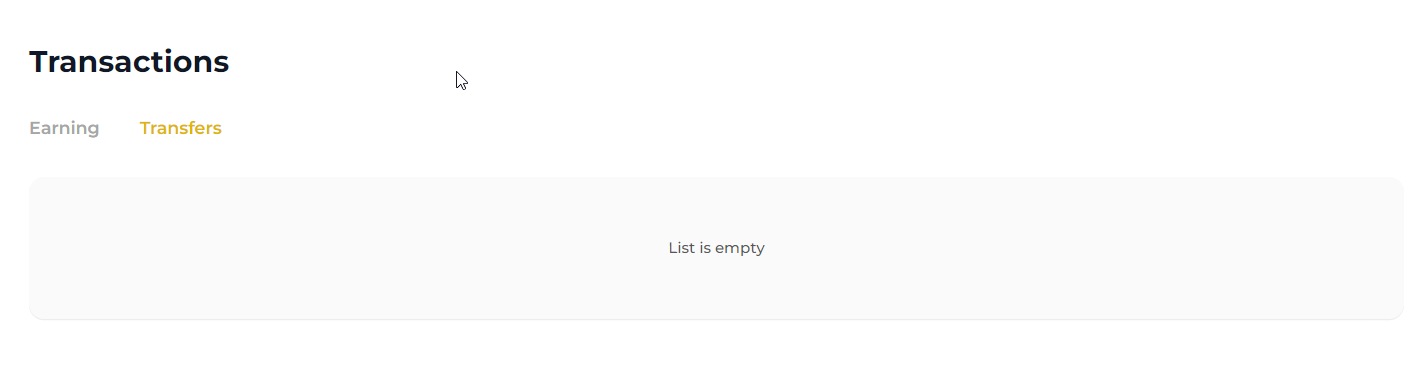 Transactions
Earning Transfers
List is empty